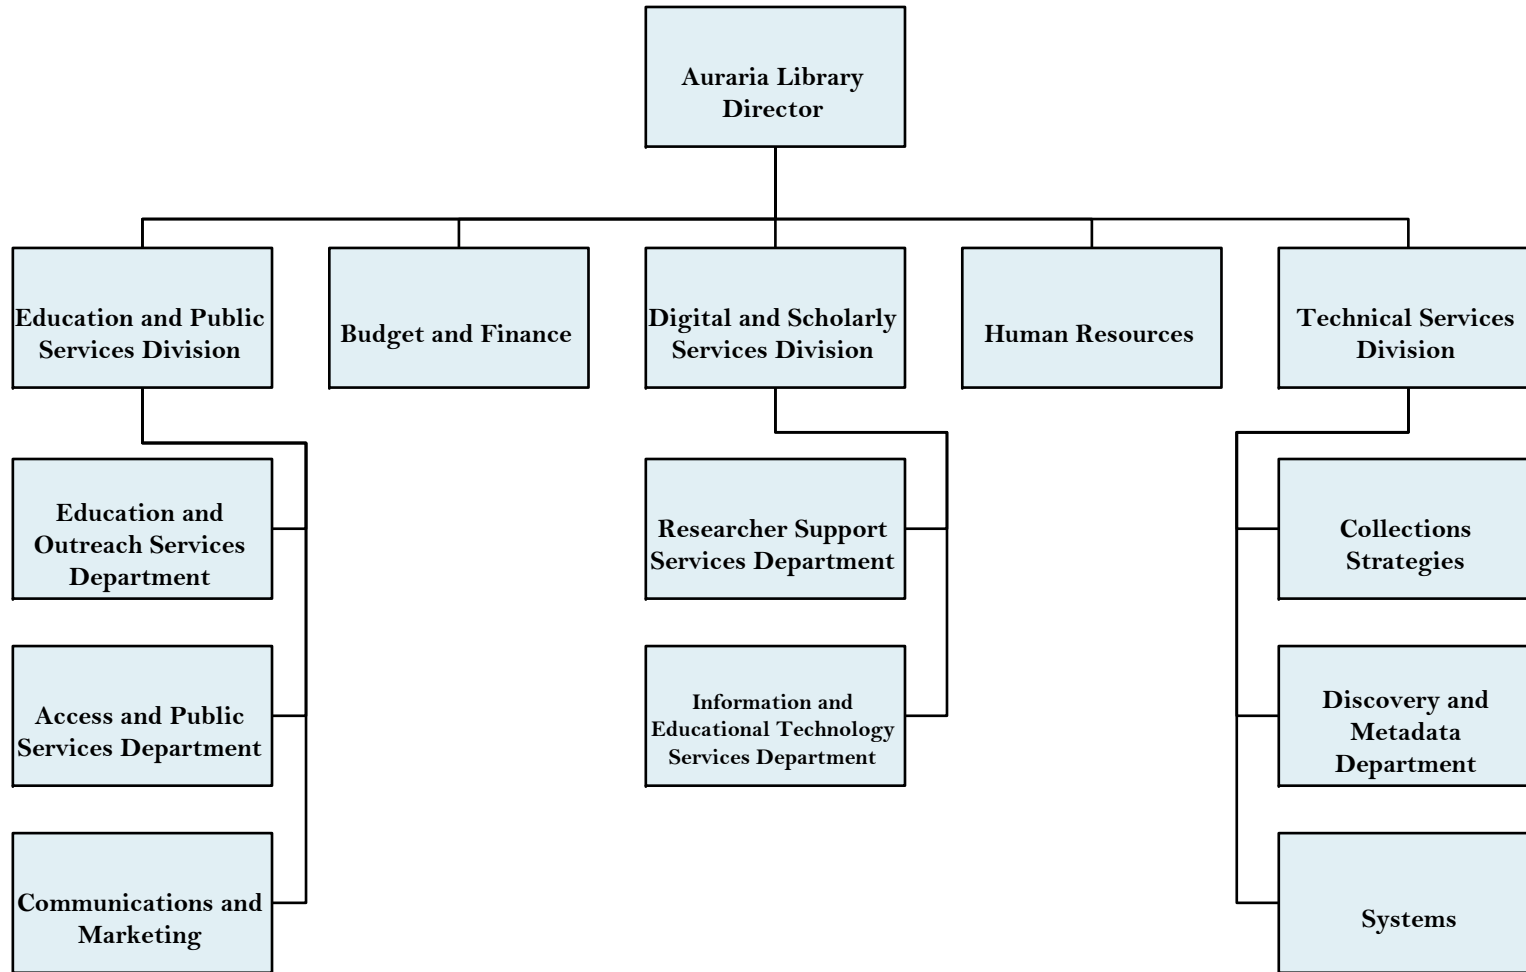 Auraria Library
Director
Education and Public
Services Division
Budget and Finance
Digital and Scholarly
Services Division
Human Resources
Technical Services
Division
Education and
Outreach Services
Department
Researcher Support
Services Department
Collections
Strategies
Access and Public
Services Department
Information and
Educational Technology
Services Department
Discovery and
Metadata
Department
Communications and
Marketing
Systems